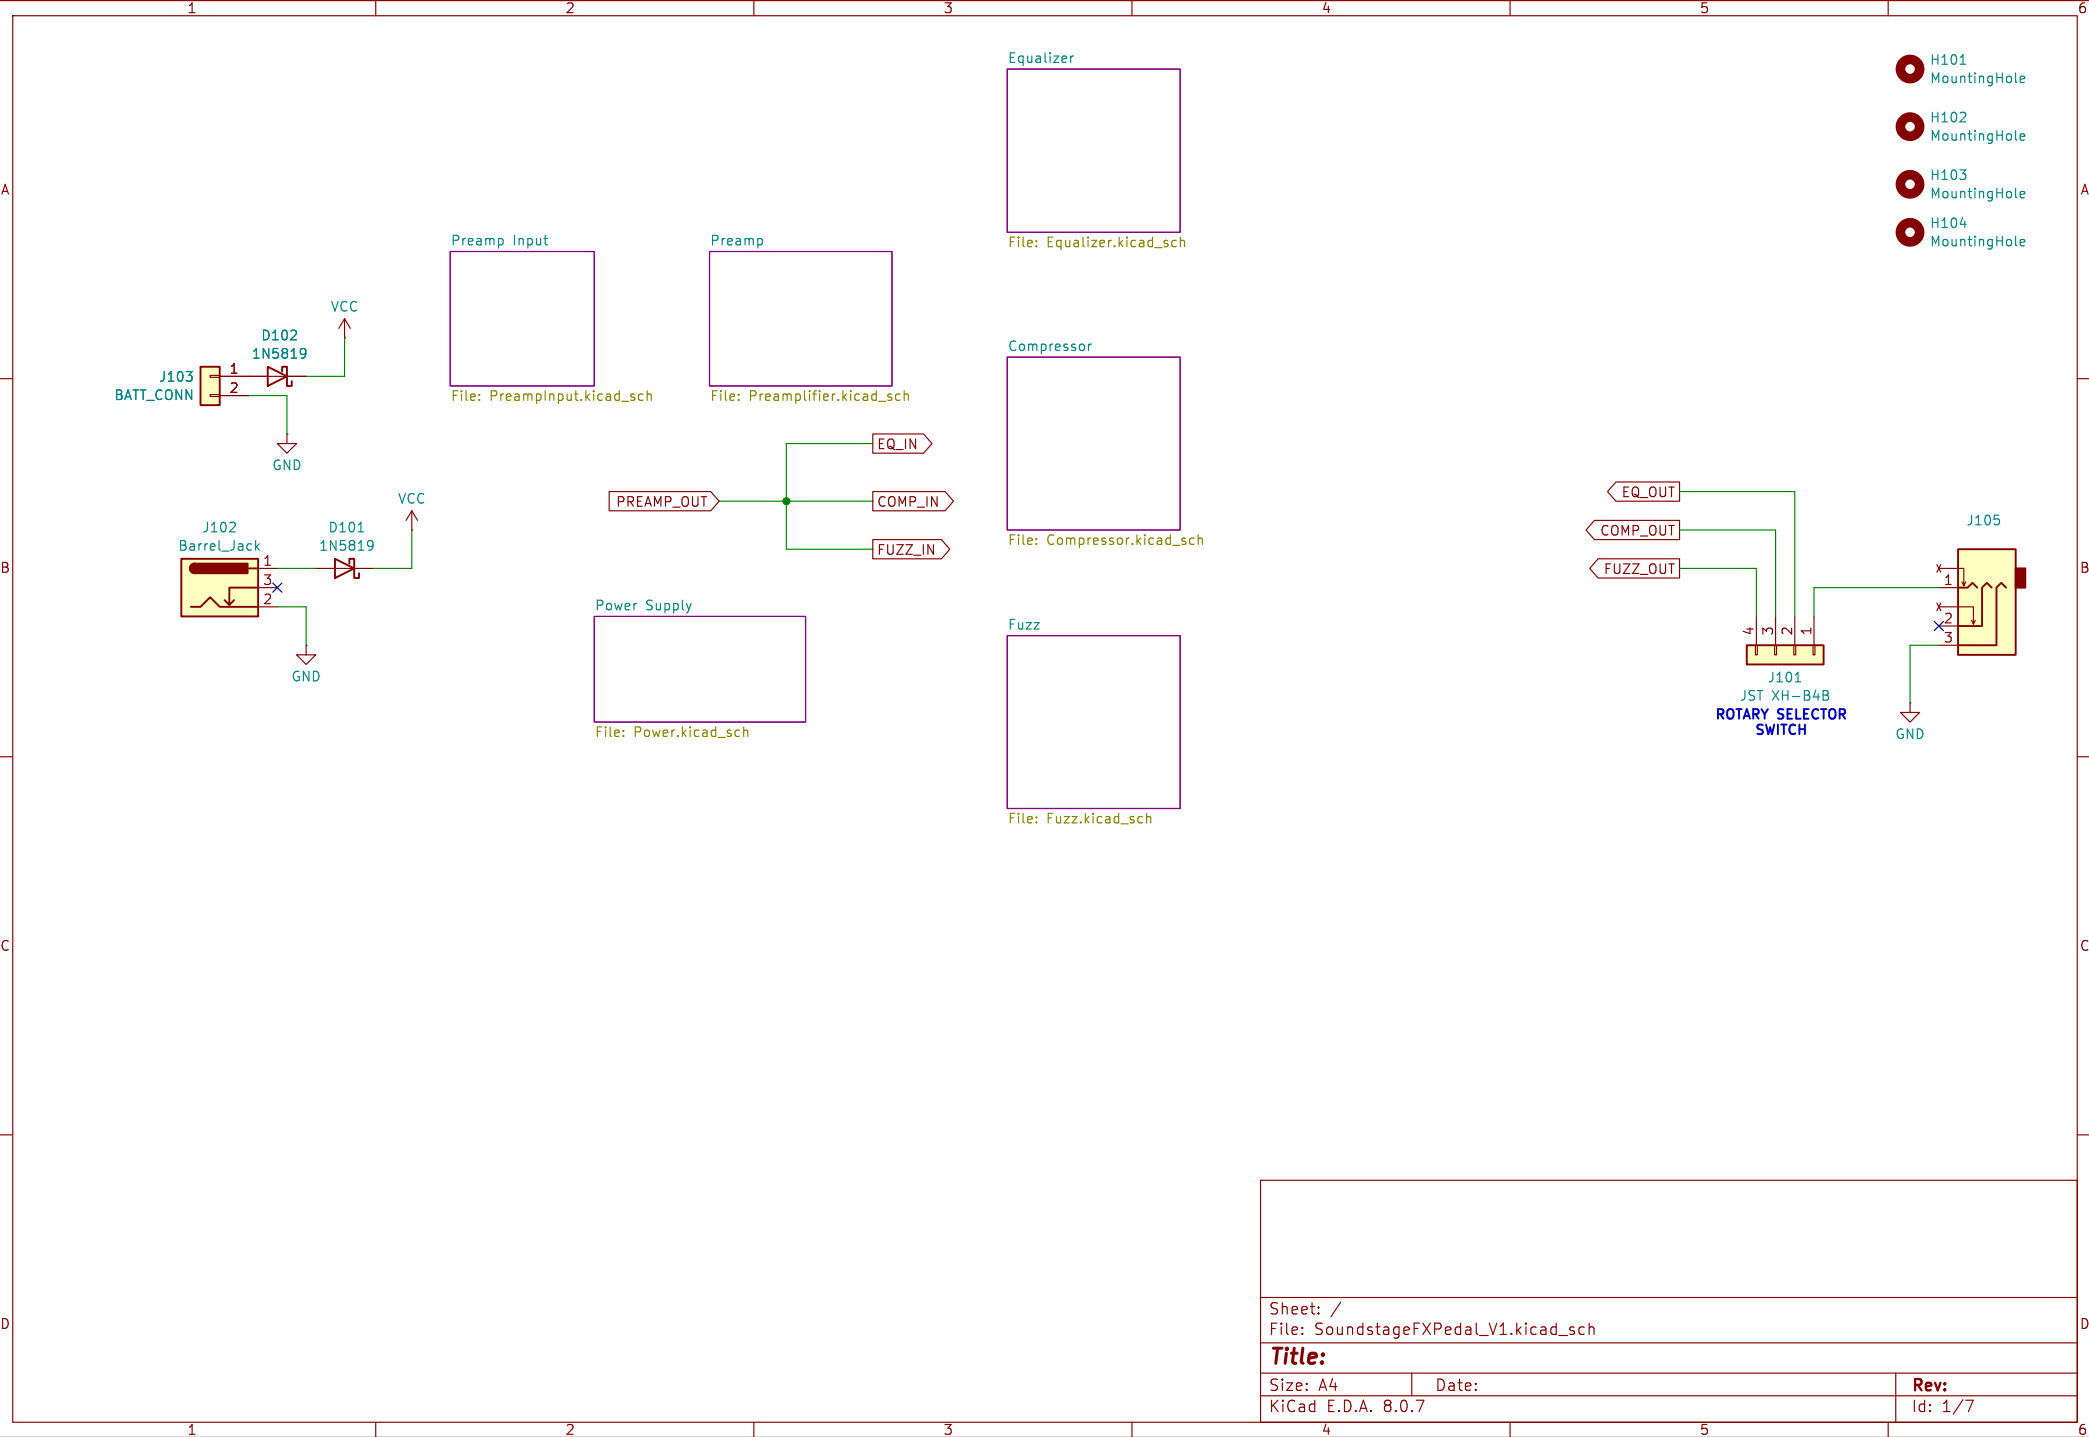 1 2 3 4 5 6
Equalizer
File: Equalizer.kicad_sch
H101
MountingHole
H102
MountingHole
H103
MountingHole
H104
MountingHole
A A
Preamp Input
File: PreampInput.kicad_sch
Preamp
File: Preamplifier.kicad_sch
VCC
D102
1N5819
J103
BATT_CONN
1
2
GND
Compressor
File: Compressor.kicad_sch
EQ_IN
PREAMP_OUT
COMP_IN
FUZZ_IN
VCC
J102
Barrel_Jack
D101
1N5819
1
3
2
GND
B B
EQ_OUT
COMP_OUT
FUZZ_OUT
J105
1
2
3
4 3 2 1
J101
JST XH-B4B
ROTARY SELECTOR
SWITCH
GND
Power Supply
File: Power.kicad_sch
Fuzz
File: Fuzz.kicad_sch
C C
D D
Sheet: /
File: SoundstageFXPedal_V1.kicad_sch
Title:
Size: A4 Date: Rev:
KiCad E.D.A. 8.0.7 Id: 1/7
1 2 3 4 5 6